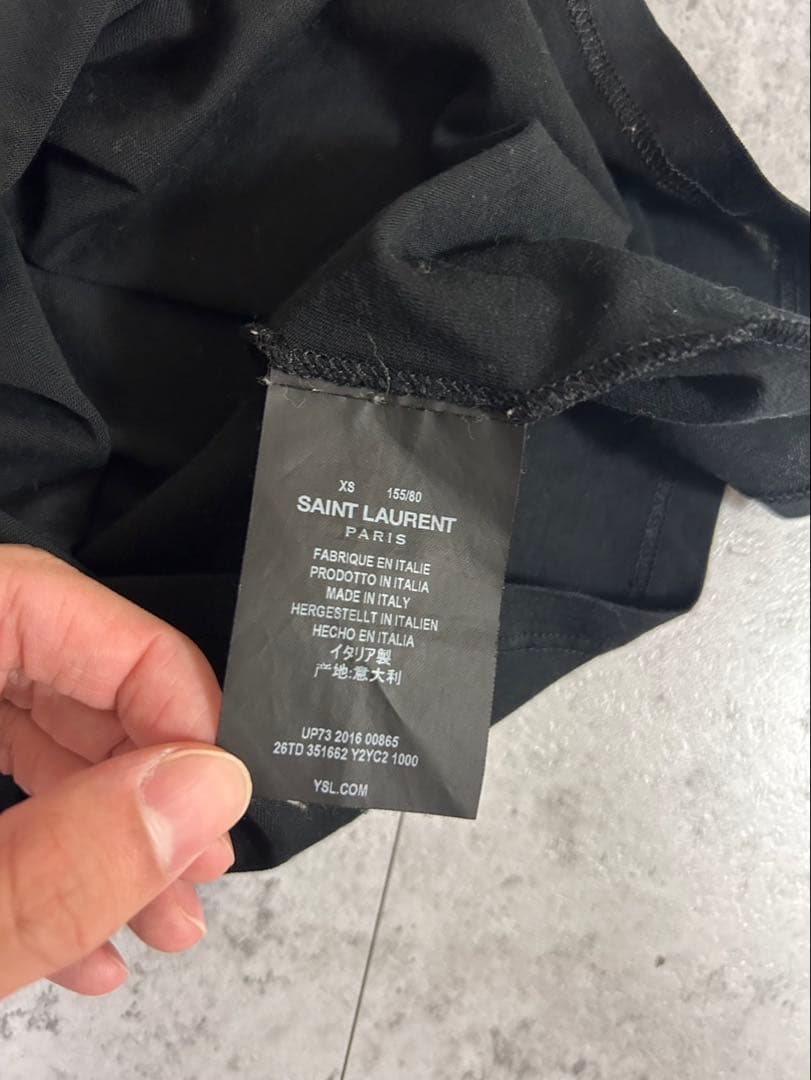 XS 155/80
SAINT LAURENT
PARIS
FABRIQUE EN ITALIE
PRODOTTO IN ITALIA
MADE IN ITALY
HERGESTELLT IN ITALIEN
HECHO EN ITALIA
イタリア製
产地:意大利
UP73 2016 00865
26TD 351662 Y2YC2 1000
YSL.COM